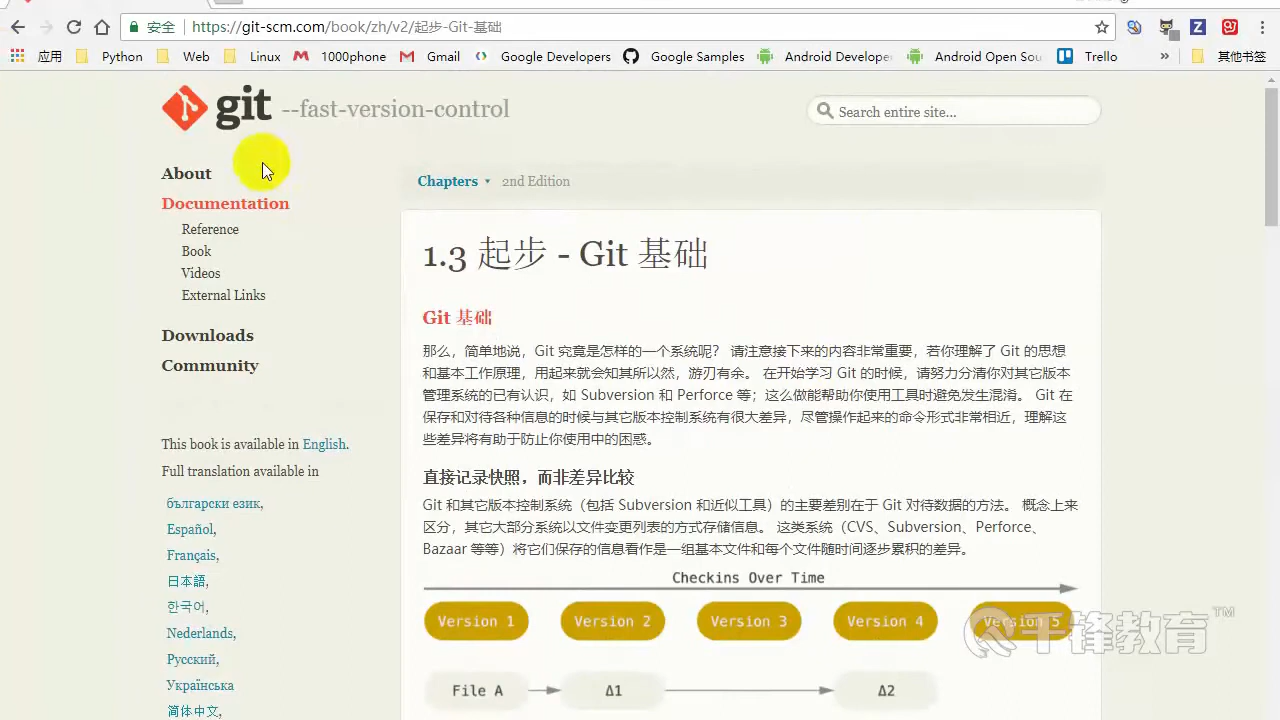 安全 https://git-scm.com/book/zh/v2/起步-Git-基础
应用 Python Web Linux 1000phone Gmail Google Developers Google Samples Android Develope Android Open Sou Trello » 其他书签
git --fast-version-control
Search entire site...
About
Documentation
Reference
Book
Videos
External Links
Downloads
Community
This book is available in English.
Full translation available in
български език,
Español,
Français,
日本語,
한국어,
Nederlands,
Русский,
Українська
简体中文,
Chapters ▾ 2nd Edition
1.3 起步 - Git 基础
Git 基础
那么，简单地说，Git 究竟是怎样的一个系统呢？ 请注意接下来的内容非常重要，若你理解了 Git 的思想
和基本工作原理，用起来就会知其所以然，游刃有余。 在开始学习 Git 的时候，请努力分清你对其它版本
管理系统的已有认识，如 Subversion 和 Perforce 等；这么做能帮助你使用工具时避免发生混淆。 Git 在
保存和对待各种信息的时候与其它版本控制系统有很大差异，尽管操作起来的命令形式非常相近，理解这
些差异将有助于防止你使用中的困惑。
直接记录快照，而非差异比较
Git 和其它版本控制系统（包括 Subversion 和近似工具）的主要差别在于 Git 对待数据的方法。 概念上来
区分，其它大部分系统以文件变更列表的方式存储信息。 这类系统（CVS、Subversion、Perforce、
Bazaar 等等）将它们保存的信息看作是一组基本文件和每个文件随时间逐步累积的差异。
Checkins Over Time
Version 1 Version 2 Version 3 Version 4 Version 5
千锋教育™
File A Δ1 Δ2